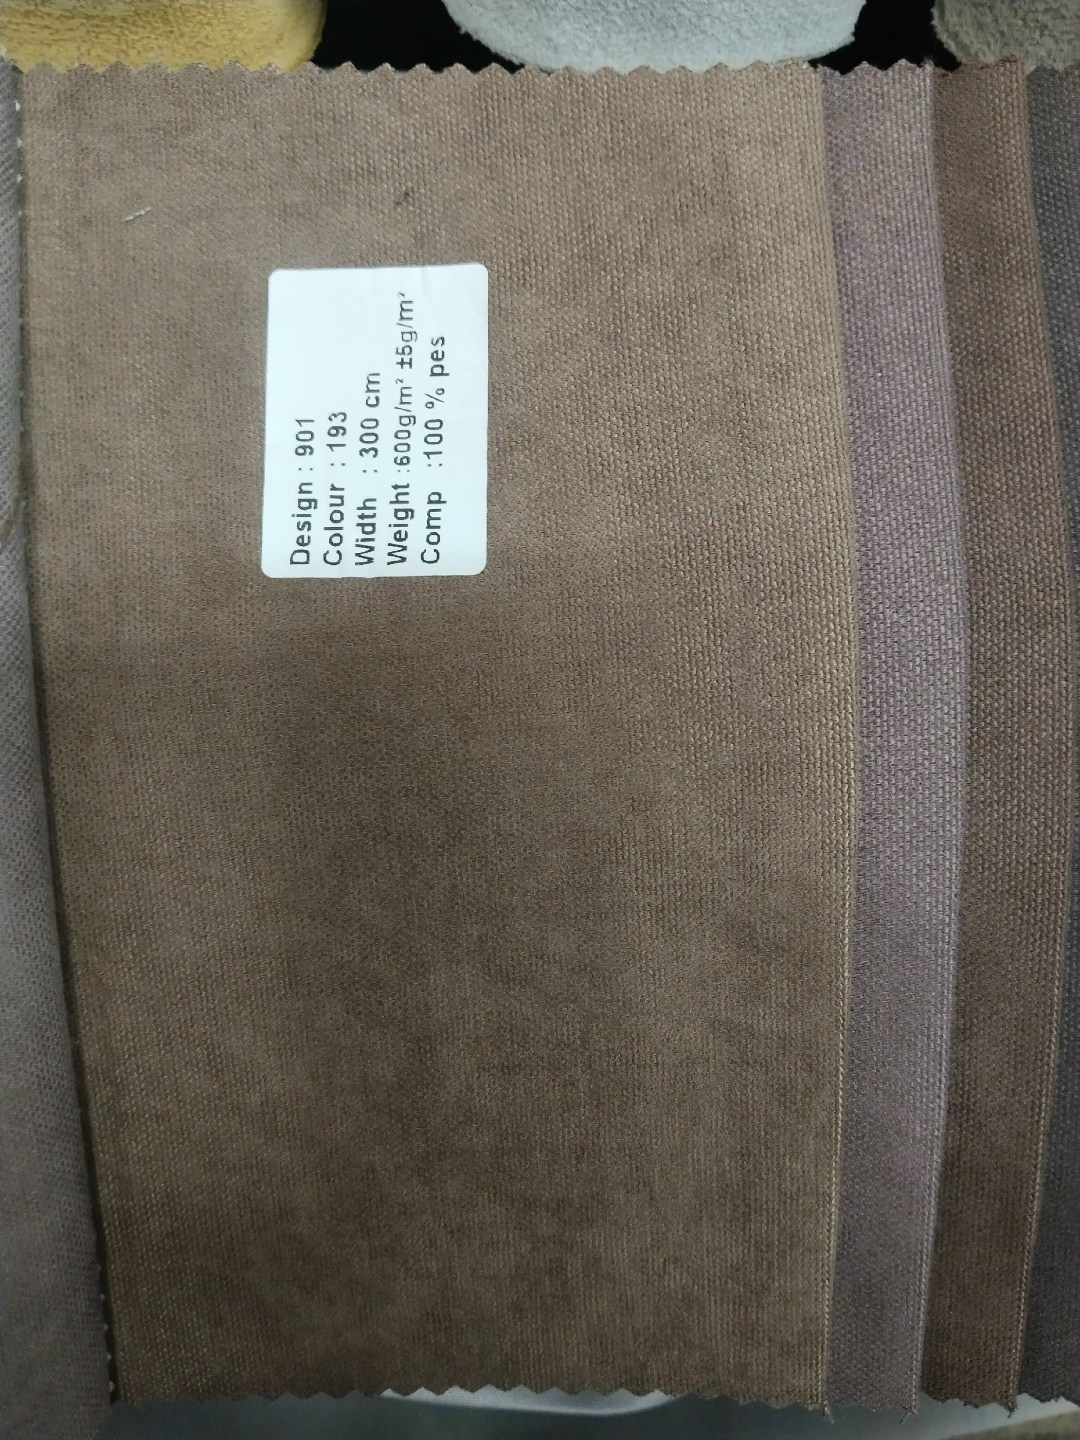 Design : 901
Colour : 193
Width : 300 cm
Weight :600g/m² ±5g/m²
Comp :100 % pes